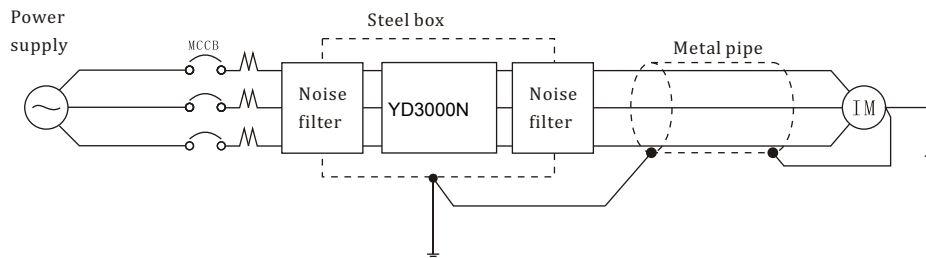 Power
supply
MCCB
Steel box
Noise
filter
YD3000N
Noise
filter
Metal pipe
IM